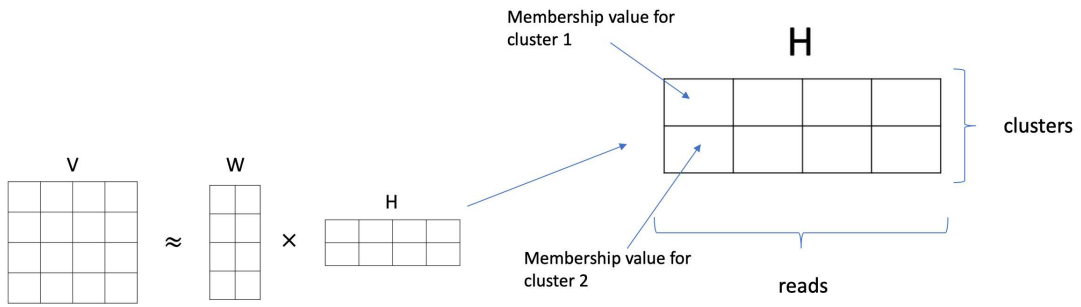 Membership value for
cluster 1
H
clusters
V
≈
W
×
H
Membership value for
cluster 2
reads